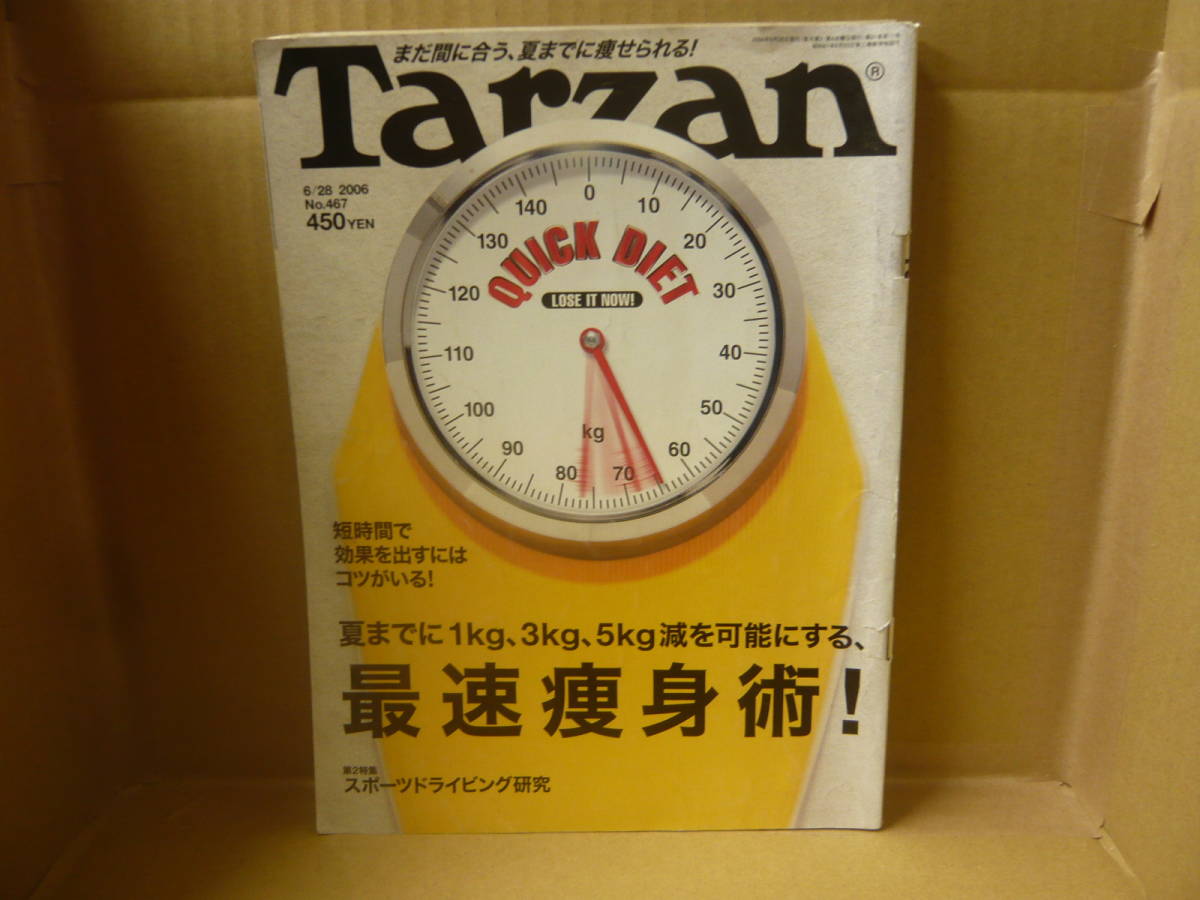 まだ間に合う、夏までに痩せられる!
Tarzan®
6/28 2006
No.467
450YEN
0
10
20
30
40
50
60
70
80
90
100
110
120
130
140
QUICK DIET
LOSE IT NOW!
kg
短時間で
効果を出すには
コツがいる!
夏までに1kg、3kg、5kg減を可能にする、
最速痩身術!
第2特集
スポーツドライビング研究